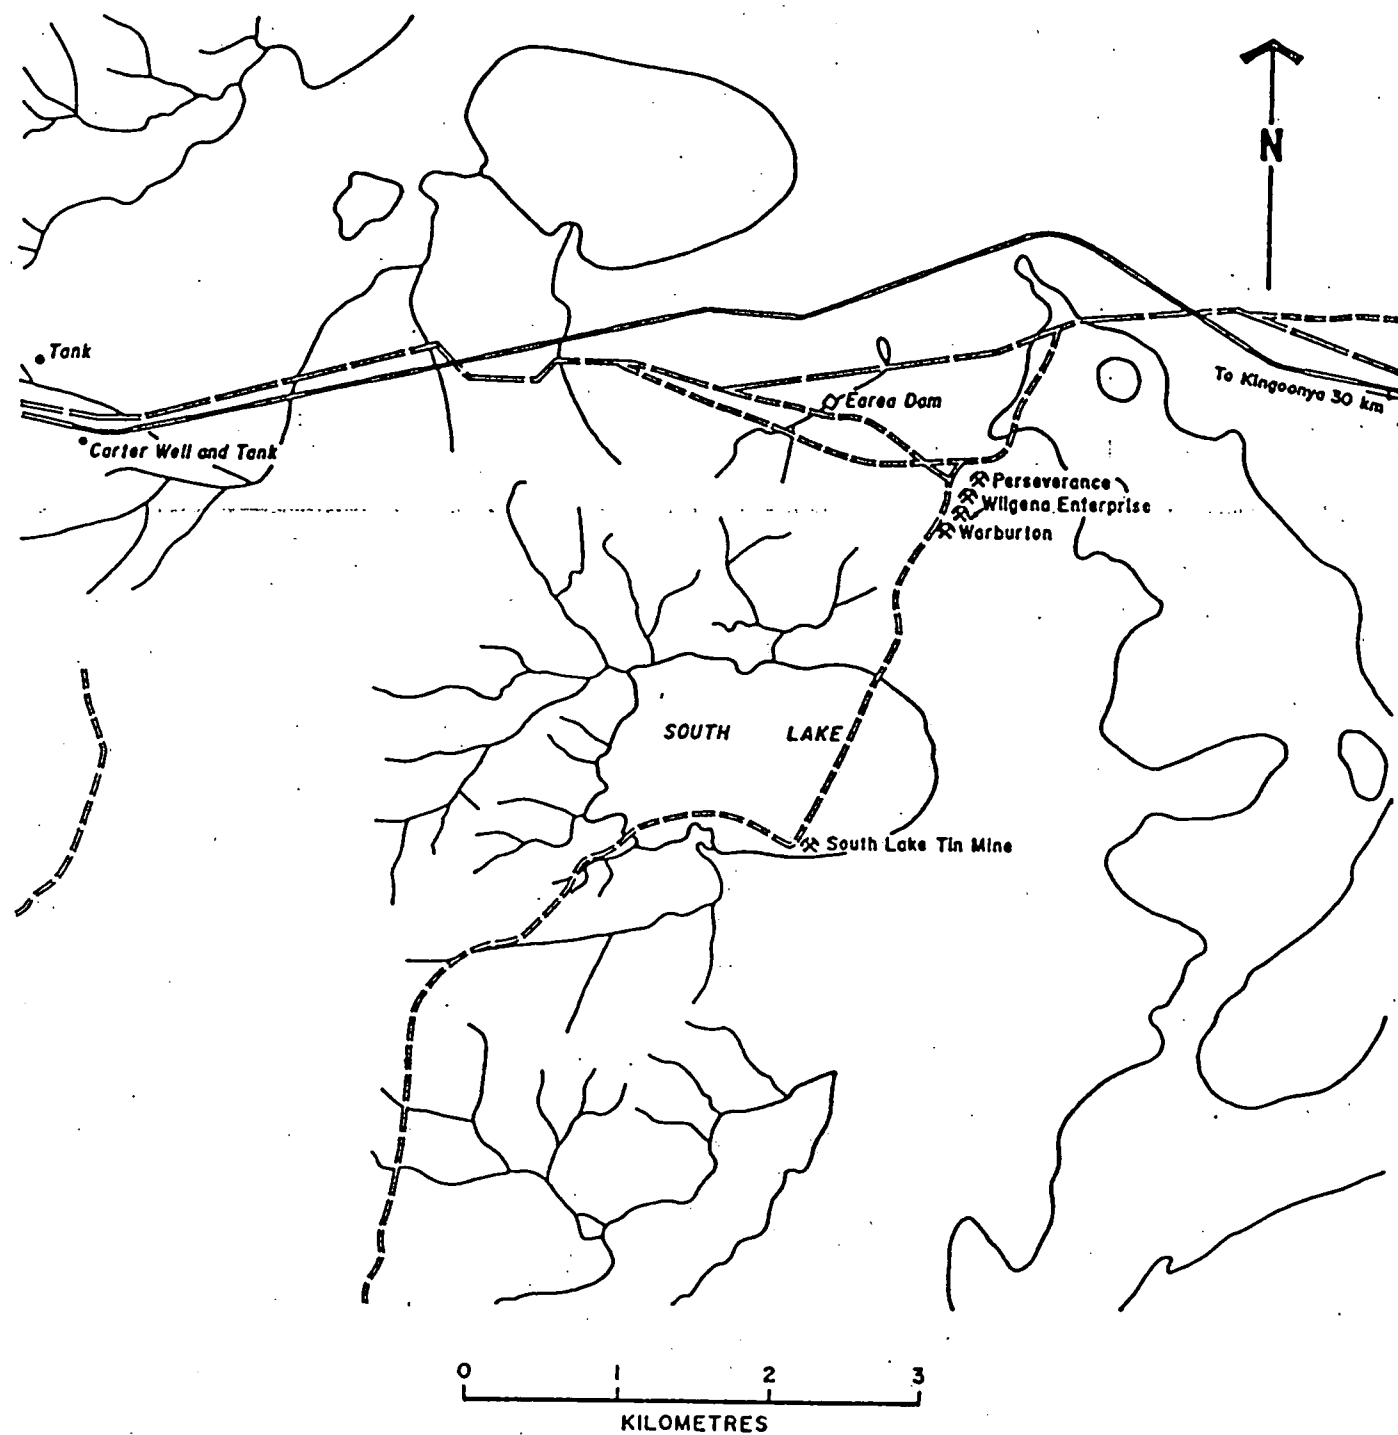 N
Tank
To Kingoonya 30 km
Earea Dam
Carter Well and Tank
Perseverance
Wilgena Enterprise
Warburton
SOUTH LAKE
South Lake Tin Mine
0 1 2 3
KILOMETRES